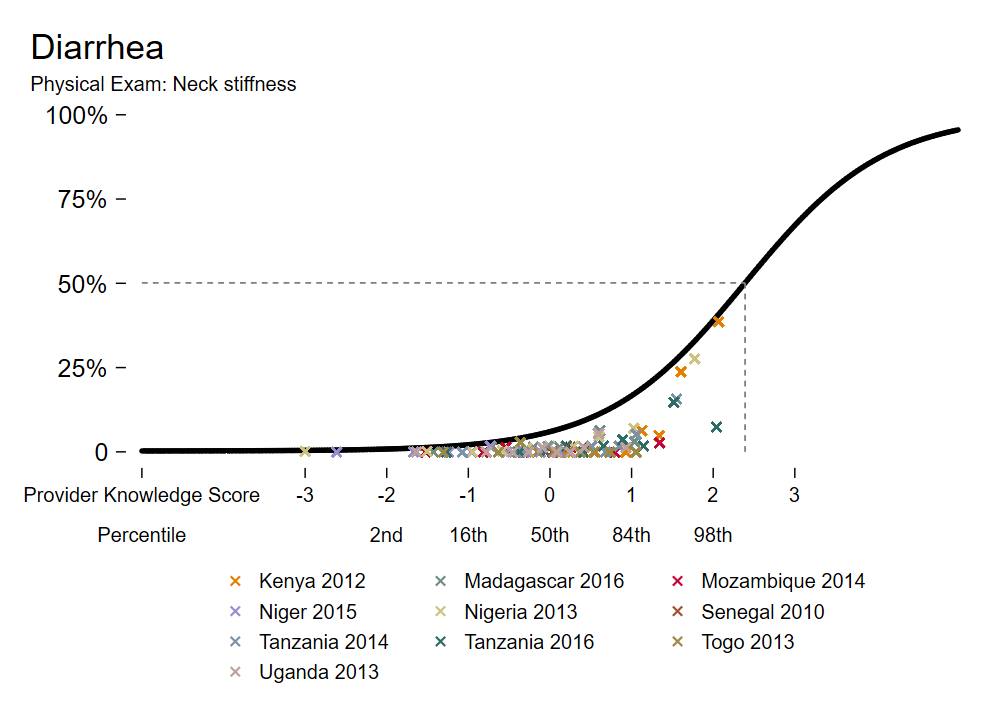 Diarrhea
Physical Exam: Neck stiffness
100%
75%
50%
25%
0
Provider Knowledge Score -3 -2 -1 0 1 2 3
Percentile 2nd 16th 50th 84th 98th
Kenya 2012 Madagascar 2016 Mozambique 2014
Niger 2015 Nigeria 2013 Senegal 2010
Tanzania 2014 Tanzania 2016 Togo 2013
Uganda 2013